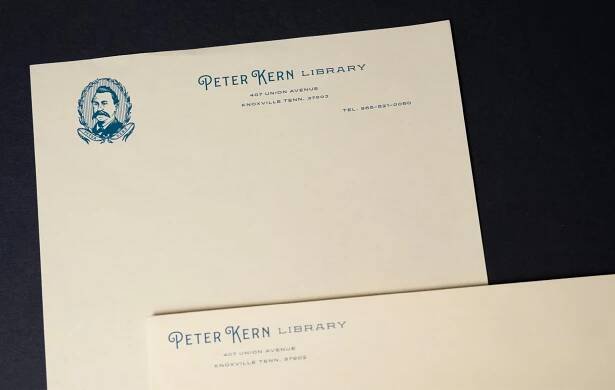 PETER KERN LIBRARY
407 UNION AVENUE
KNOXVILLE TENN. 37902
TEL. 865-521-0050
PETER KERN LIBRARY
407 UNION AVENUE
KNOXVILLE TENN. 37902